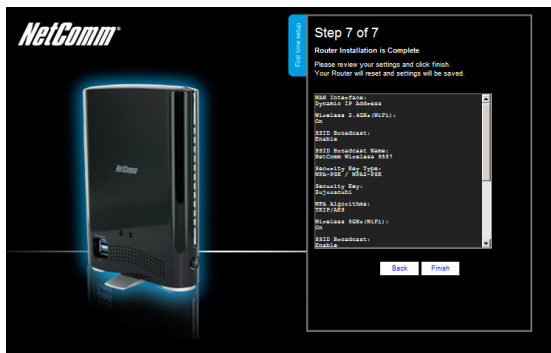 NetComm®
First time setup
Step 7 of 7
Router Installation is Complete
Please review your settings and click finish.
Your Router will reset and settings will be saved.
WAN Interface:
Dynamic IP Address
Wireless 2.4GHz(WiFi):
On
SSID Broadcast:
Enable
SSID Broadcast Name:
NetComm Wireless 9557
Security Key Type:
WPA-PSK / WPA2-PSK
Security Key:
WPA Algorithms:
TKIP/AES
Wireless 5GHz(WiFi):
On
SSID Broadcast:
Enable
NetComm
Back Finish